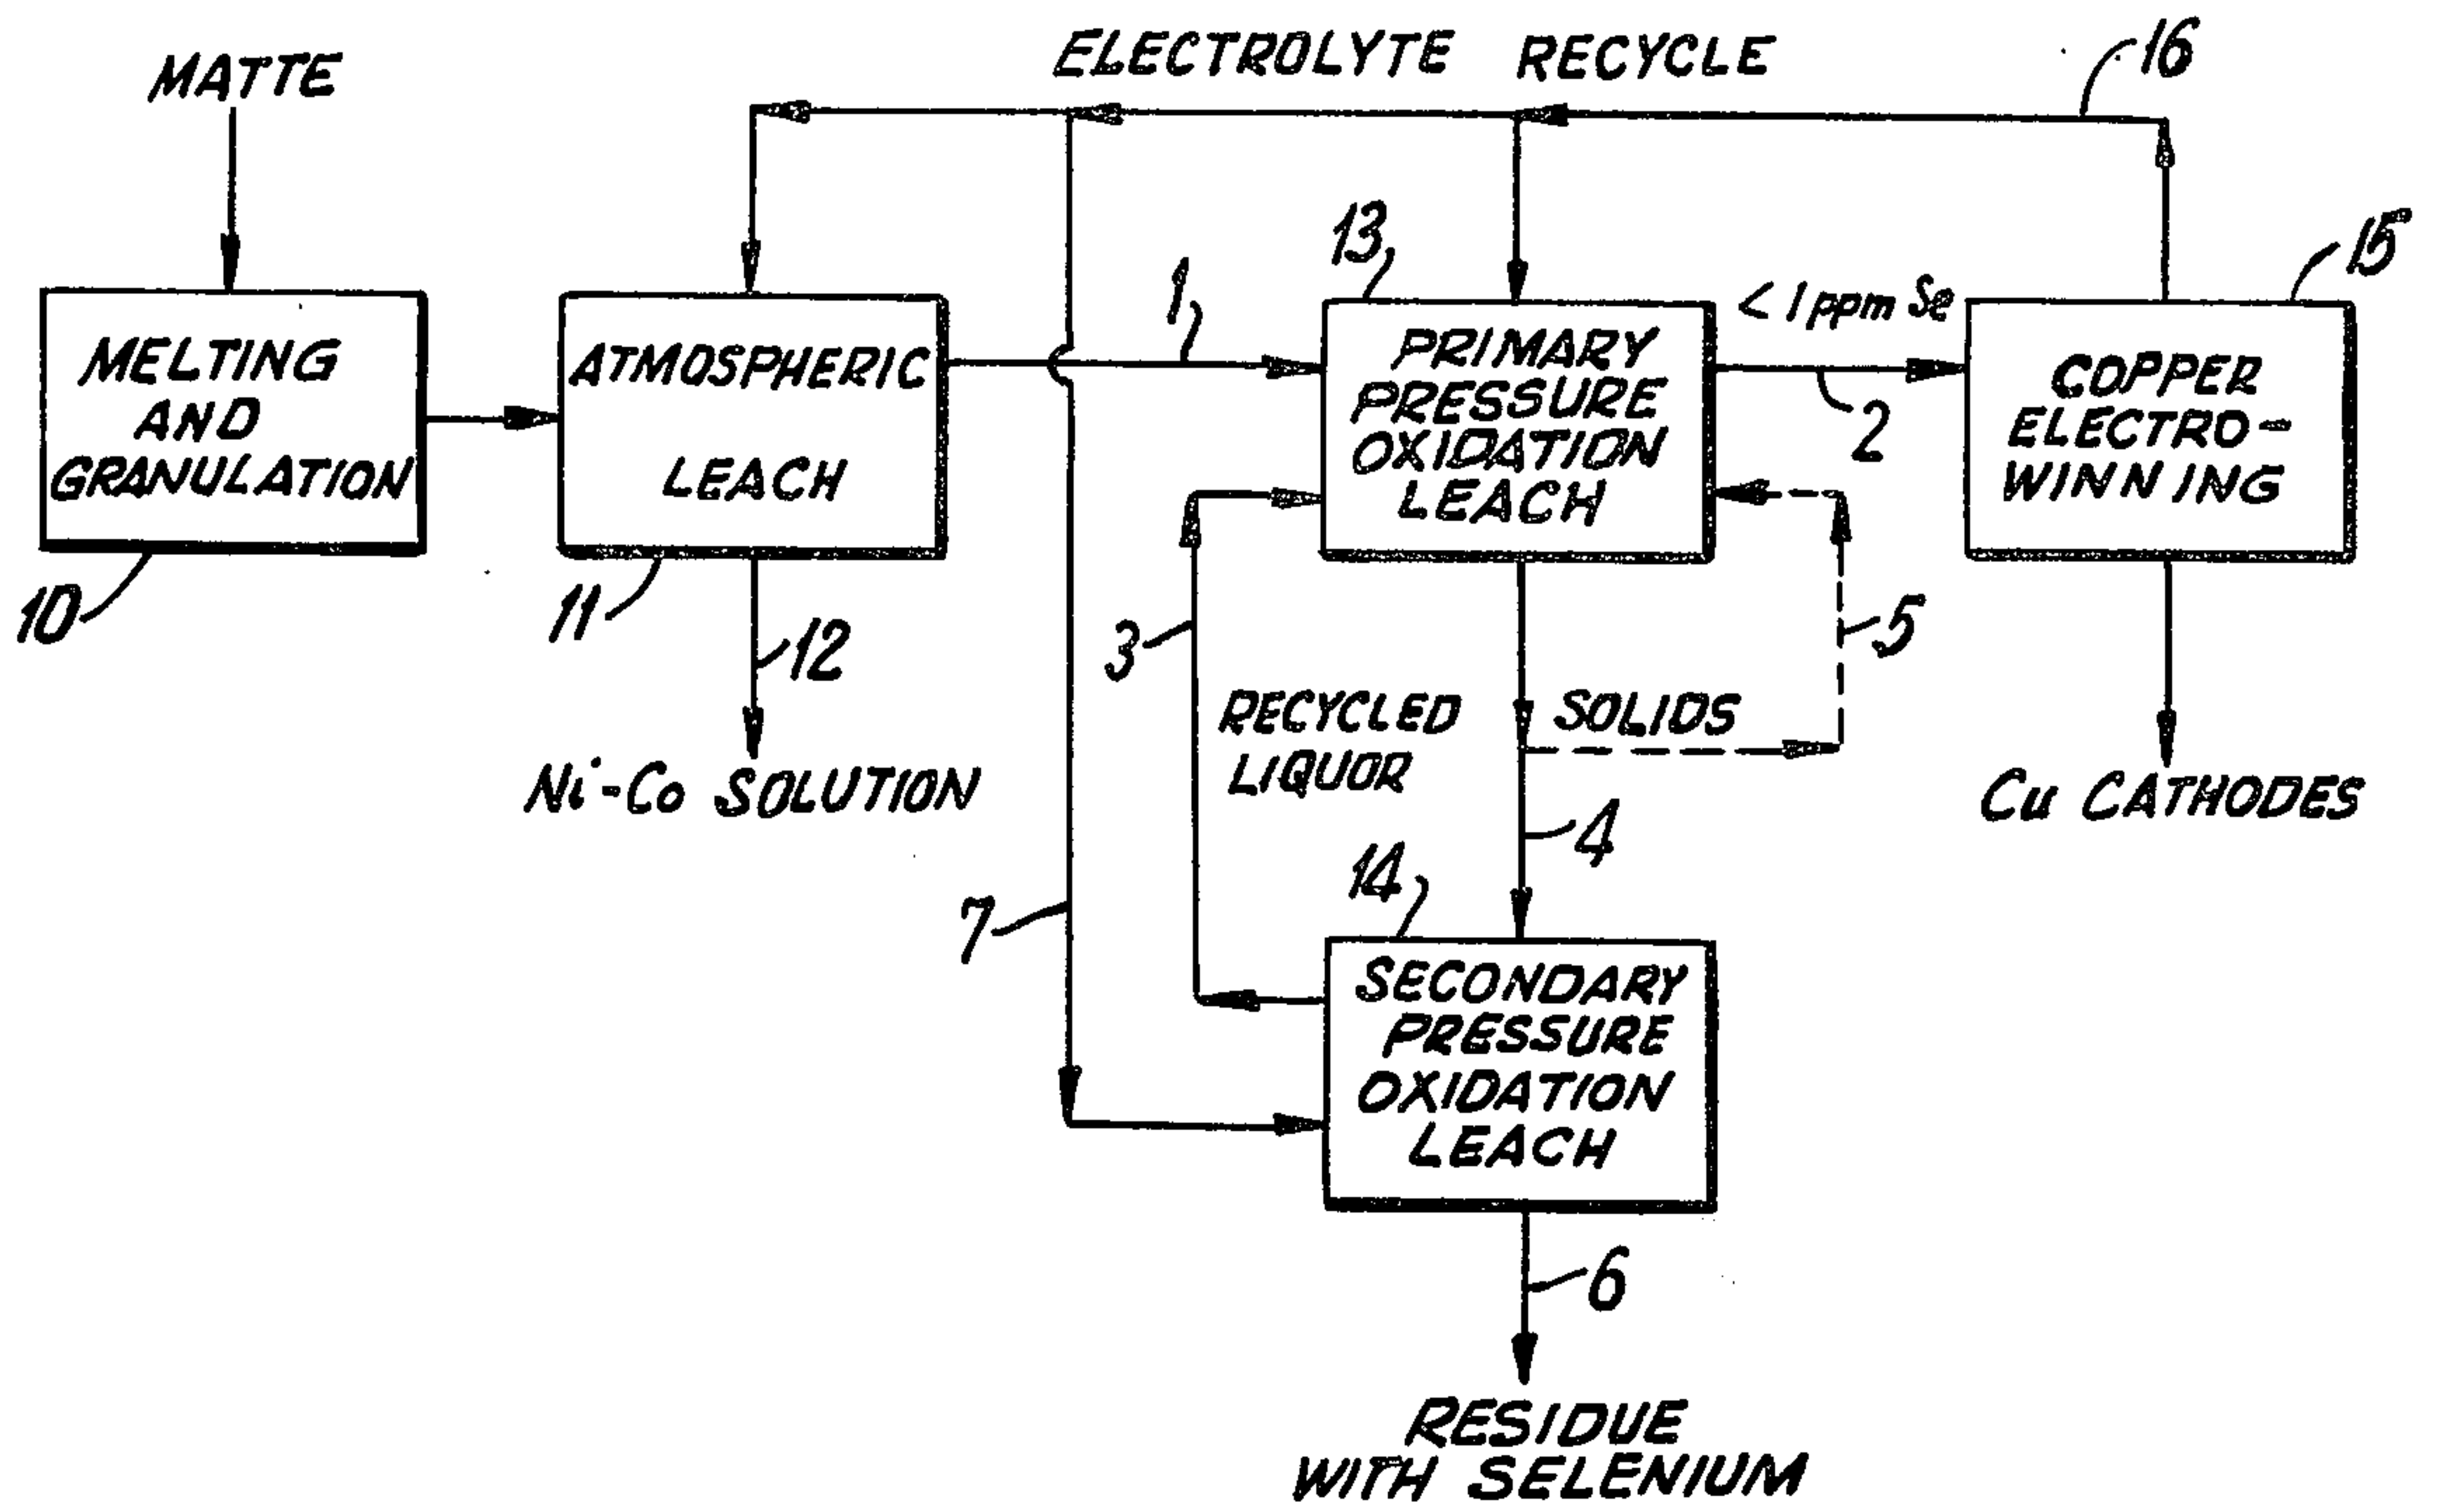 ELECTROLYTE RECYCLE
16
MATTE
13
15
1
< 1 ppm Se
MELTING
AND
GRANULATION
ATMOSPHERIC
LEACH
PRIMARY
PRESSURE
OXIDATION
LEACH
2
COPPER
ELECTRO-
WINNING
10
11
12
3
5
RECYCLED
LIQUOR
SOLIDS
Ni-Co SOLUTION
Cu CATHODES
4
14
7
SECONDARY
PRESSURE
OXIDATION
LEACH
6
RESIDUE
WITH SELENIUM